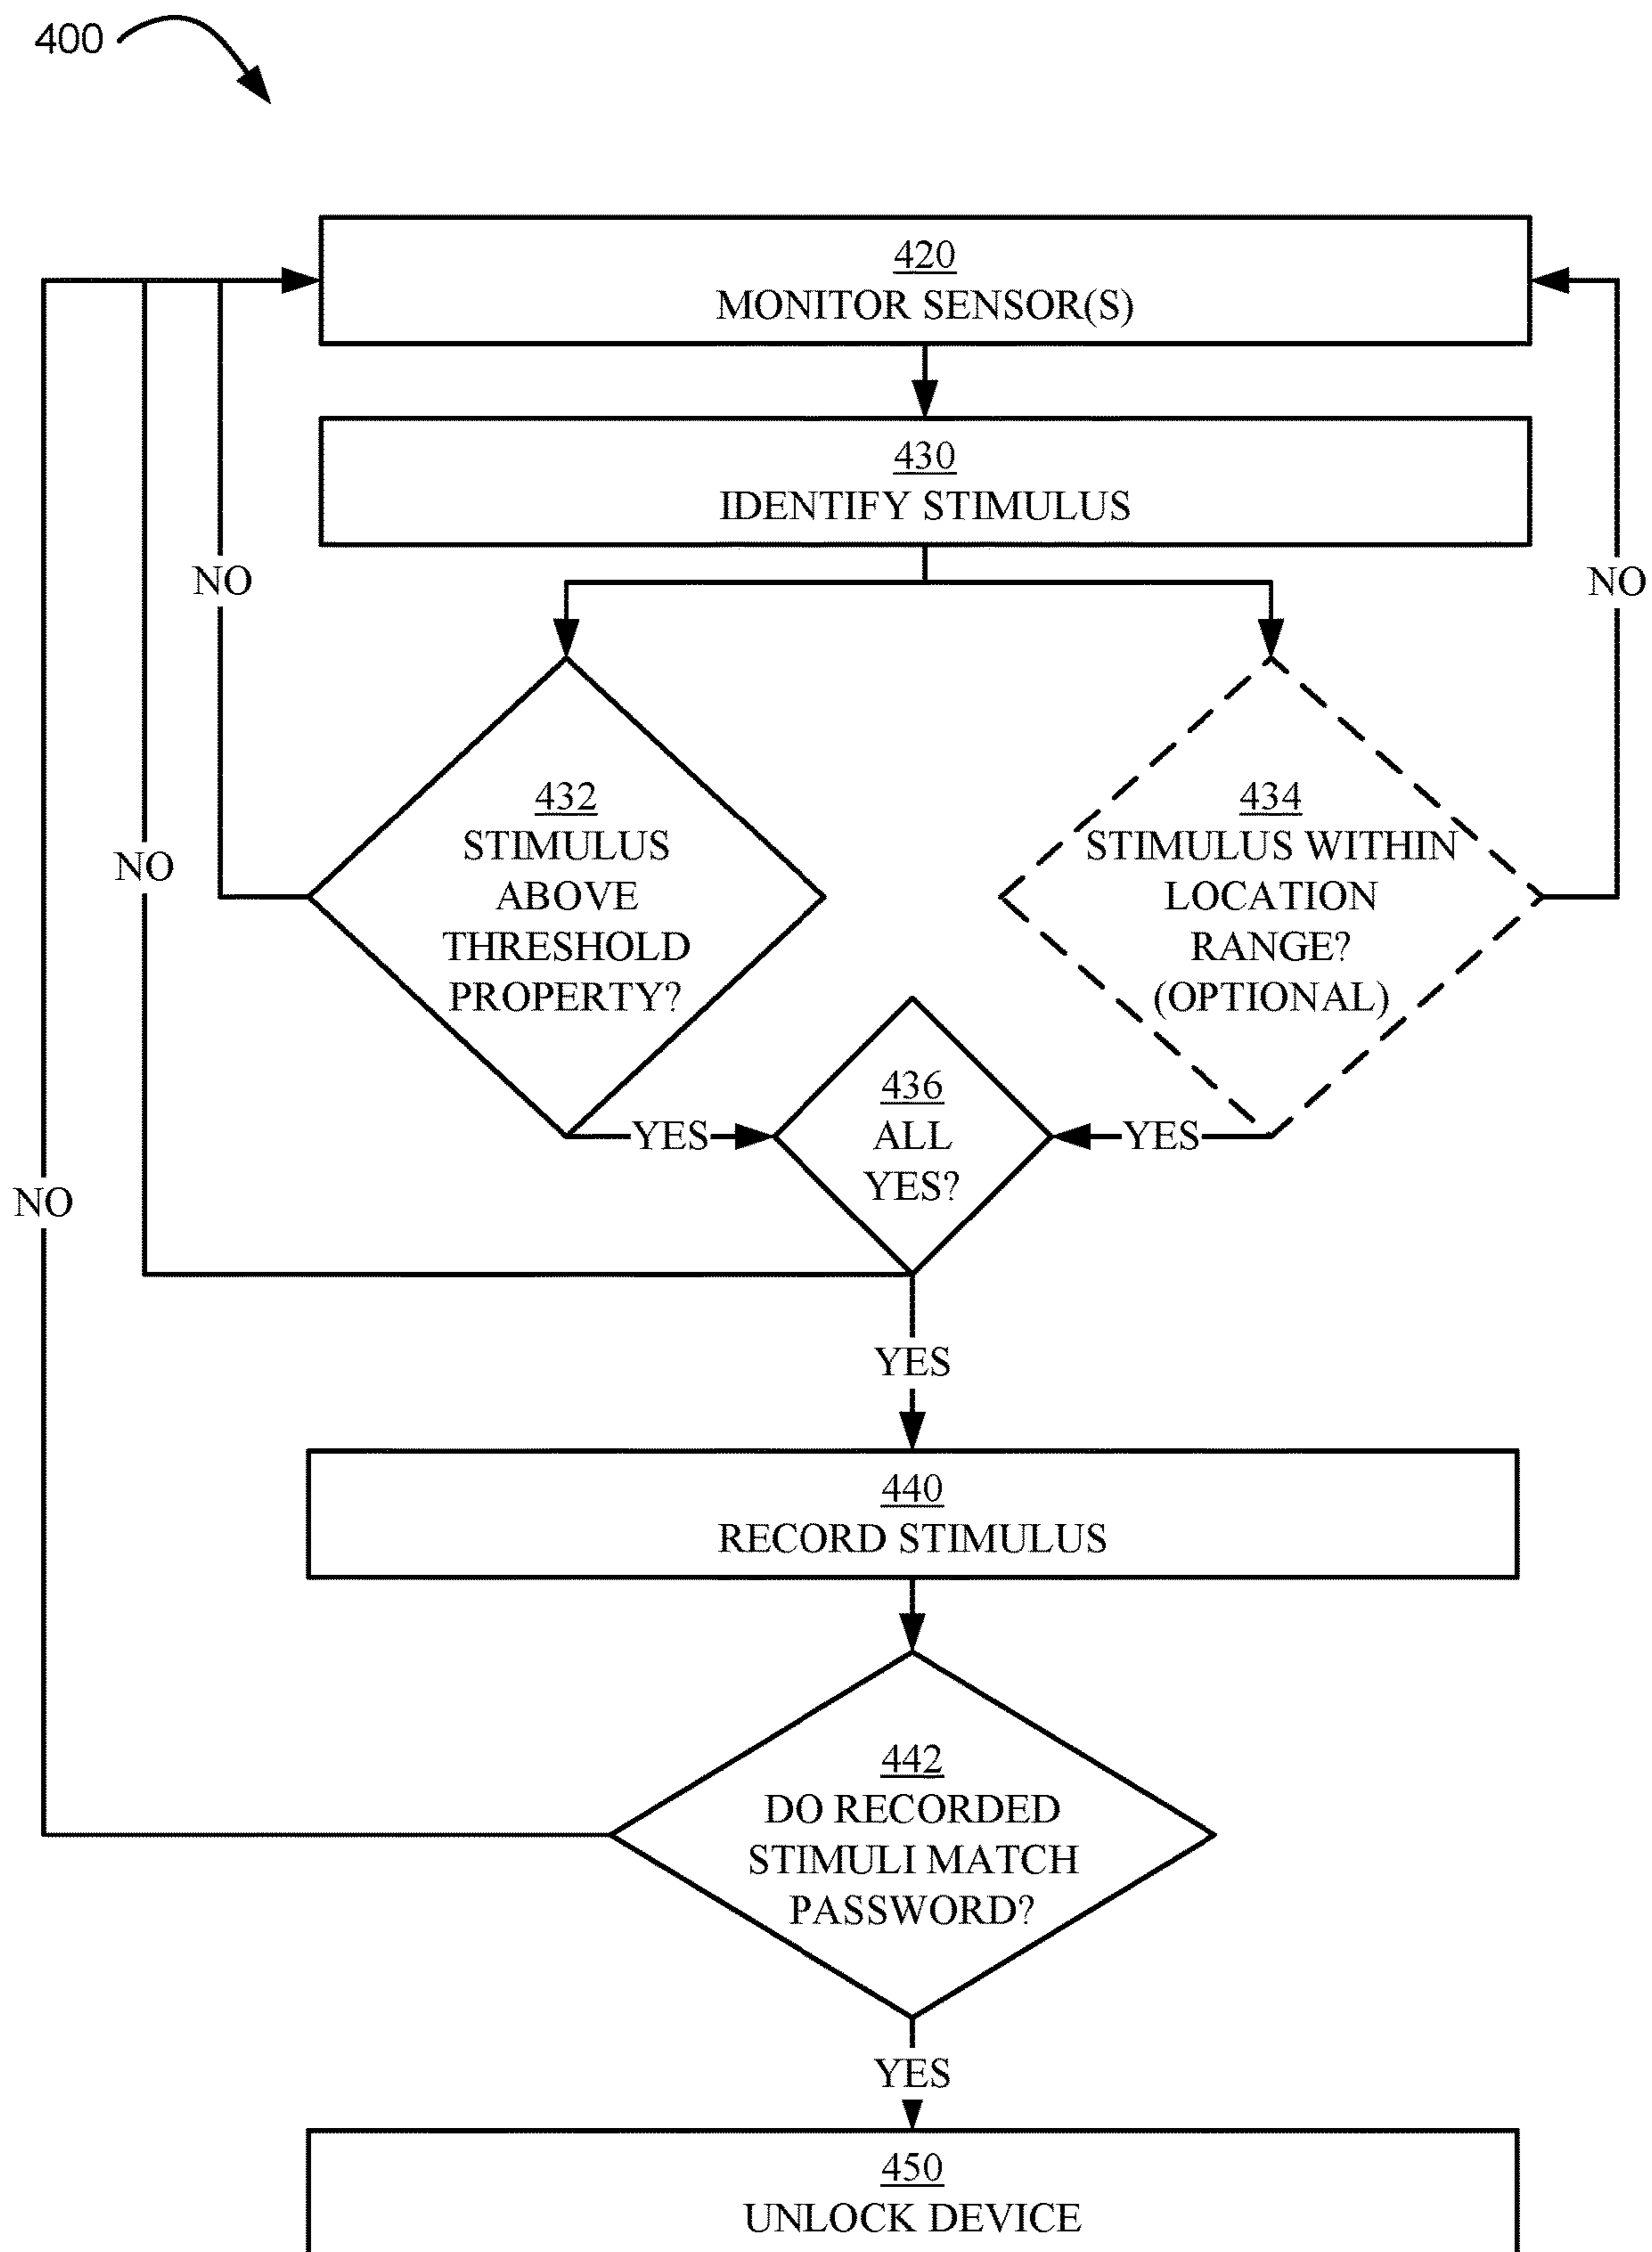 400
420
MONITOR SENSOR(S)
430
IDENTIFY STIMULUS
NO
NO
432
STIMULUS
ABOVE
THRESHOLD
PROPERTY?
434
STIMULUS WITHIN
LOCATION
RANGE?
(OPTIONAL)
NO
436
ALL
YES?
YES
YES
NO
YES
440
RECORD STIMULUS
442
DO RECORDED
STIMULI MATCH
PASSWORD?
YES
450
UNLOCK DEVICE